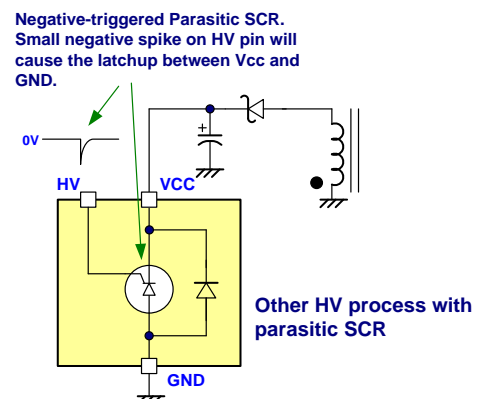 Negative-triggered Parasitic SCR.
Small negative spike on HV pin will
cause the latchup between Vcc and
GND.
0V
+
HV
VCC
Other HV process with
parasitic SCR
GND